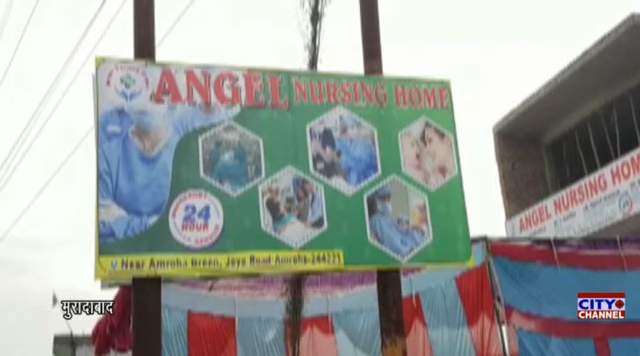 ANGEL NURSING HOME
24
HOUR
Near Amroha Green, Joya Road Amroha-244221
ANGEL NURSING HOM
मुरादाबाद
CITY
CHANNEL